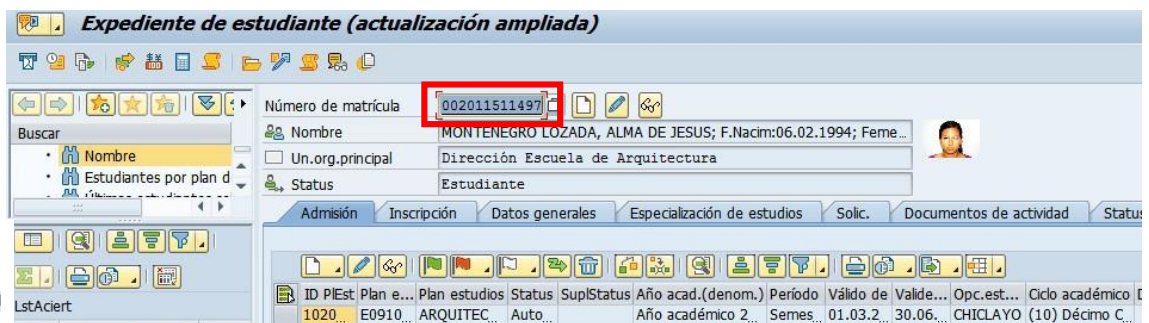 Expediente de estudiante (actualización ampliada)
Número de matrícula 002011511497
Buscar
Nombre MONTENEGRO LOZADA, ALMA DE JESUS; F.Nacim:06.02.1994; Feme...
Nombre
Un.org.principal Dirección Escuela de Arquitectura
Estudiantes por plan d
Status Estudiante
Admisión Inscripción Datos generales Especialización de estudios Solic. Documentos de actividad Status
LstAciert
ID PlEst Plan e... Plan estudios Status SuplStatus Año acad.(denom.) Período Válido de Valide... Opc.est... Ciclo académico
1020... E0910... ARQUITEC... Auto... Año académico 2... Semes... 01.03.2... 30.06... CHICLAYO (10) Décimo C...